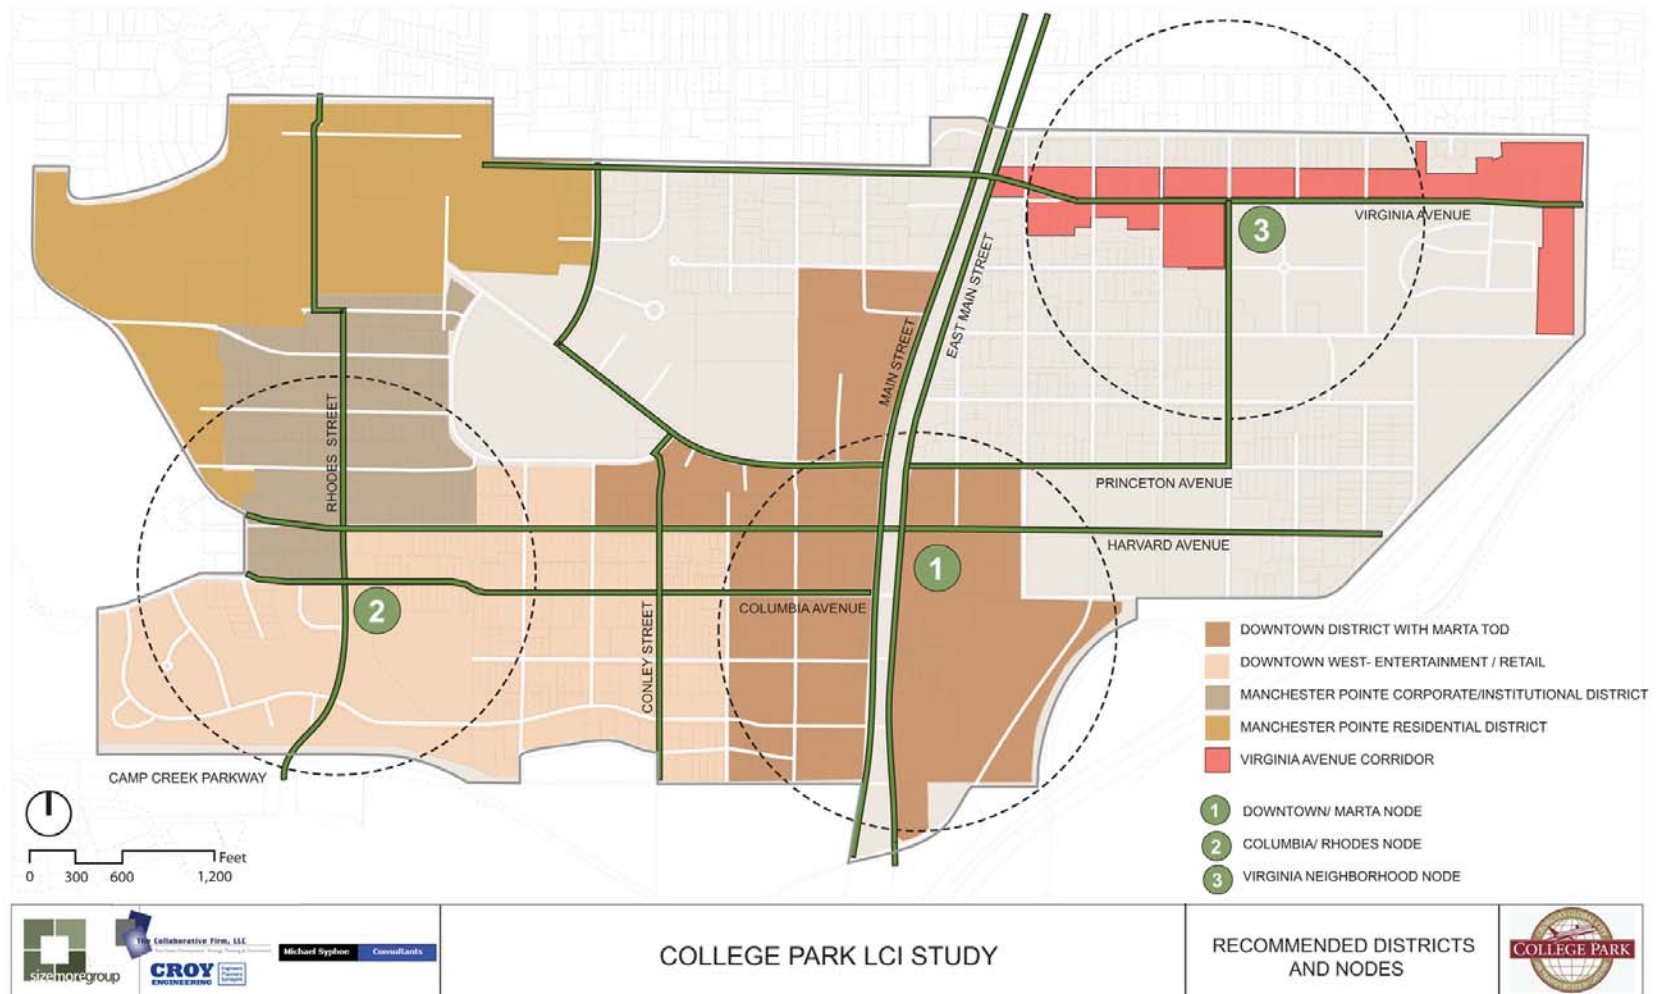 VIRGINIA AVENUE
3
EAST MAIN STREET
MAIN STREET
RHODES STREET
PRINCETON AVENUE
HARVARD AVENUE
1
2
COLUMBIA AVENUE
CONLEY STREET
CAMP CREEK PARKWAY
DOWNTOWN DISTRICT WITH MARTA TOD
DOWNTOWN WEST- ENTERTAINMENT / RETAIL
MANCHESTER POINTE CORPORATE/INSTITUTIONAL DISTRICT
MANCHESTER POINTE RESIDENTIAL DISTRICT
VIRGINIA AVENUE CORRIDOR
1 DOWNTOWN/ MARTA NODE
2 COLUMBIA/ RHODES NODE
3 VIRGINIA NEIGHBORHOOD NODE
Feet
0 300 600 1,200
sizemoregroup
The Collaborative Firm, LLC
CROY
ENGINEERING
Engineers
Planners
Surveyors
Michael Syphoe Consultants
COLLEGE PARK LCI STUDY
RECOMMENDED DISTRICTS
AND NODES
COLLEGE PARK